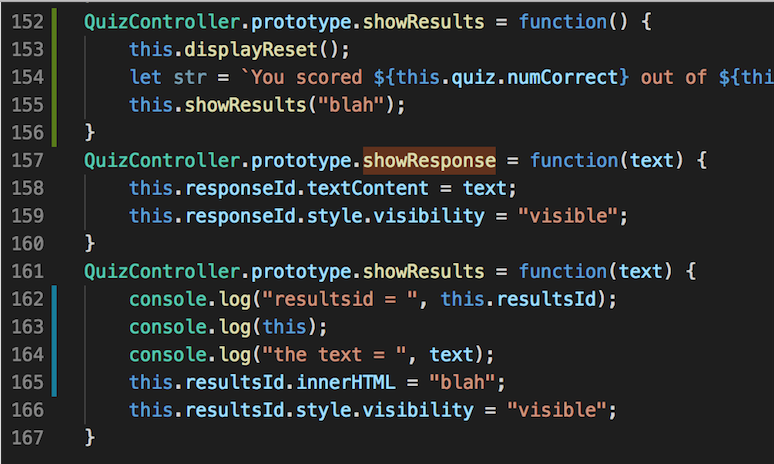 152 QuizController.prototype.showResults = function() {
153 this.displayReset();
154 let str = `You scored ${this.quiz.numCorrect} out of ${thi
155 this.showResults("blah");
156 }
157 QuizController.prototype.showResponse = function(text) {
158 this.responseId.textContent = text;
159 this.responseId.style.visibility = "visible";
160 }
161 QuizController.prototype.showResults = function(text) {
162 console.log("resultsid = ", this.resultsId);
163 console.log(this);
164 console.log("the text = ", text);
165 this.resultsId.innerHTML = "blah";
166 this.resultsId.style.visibility = "visible";
167 }